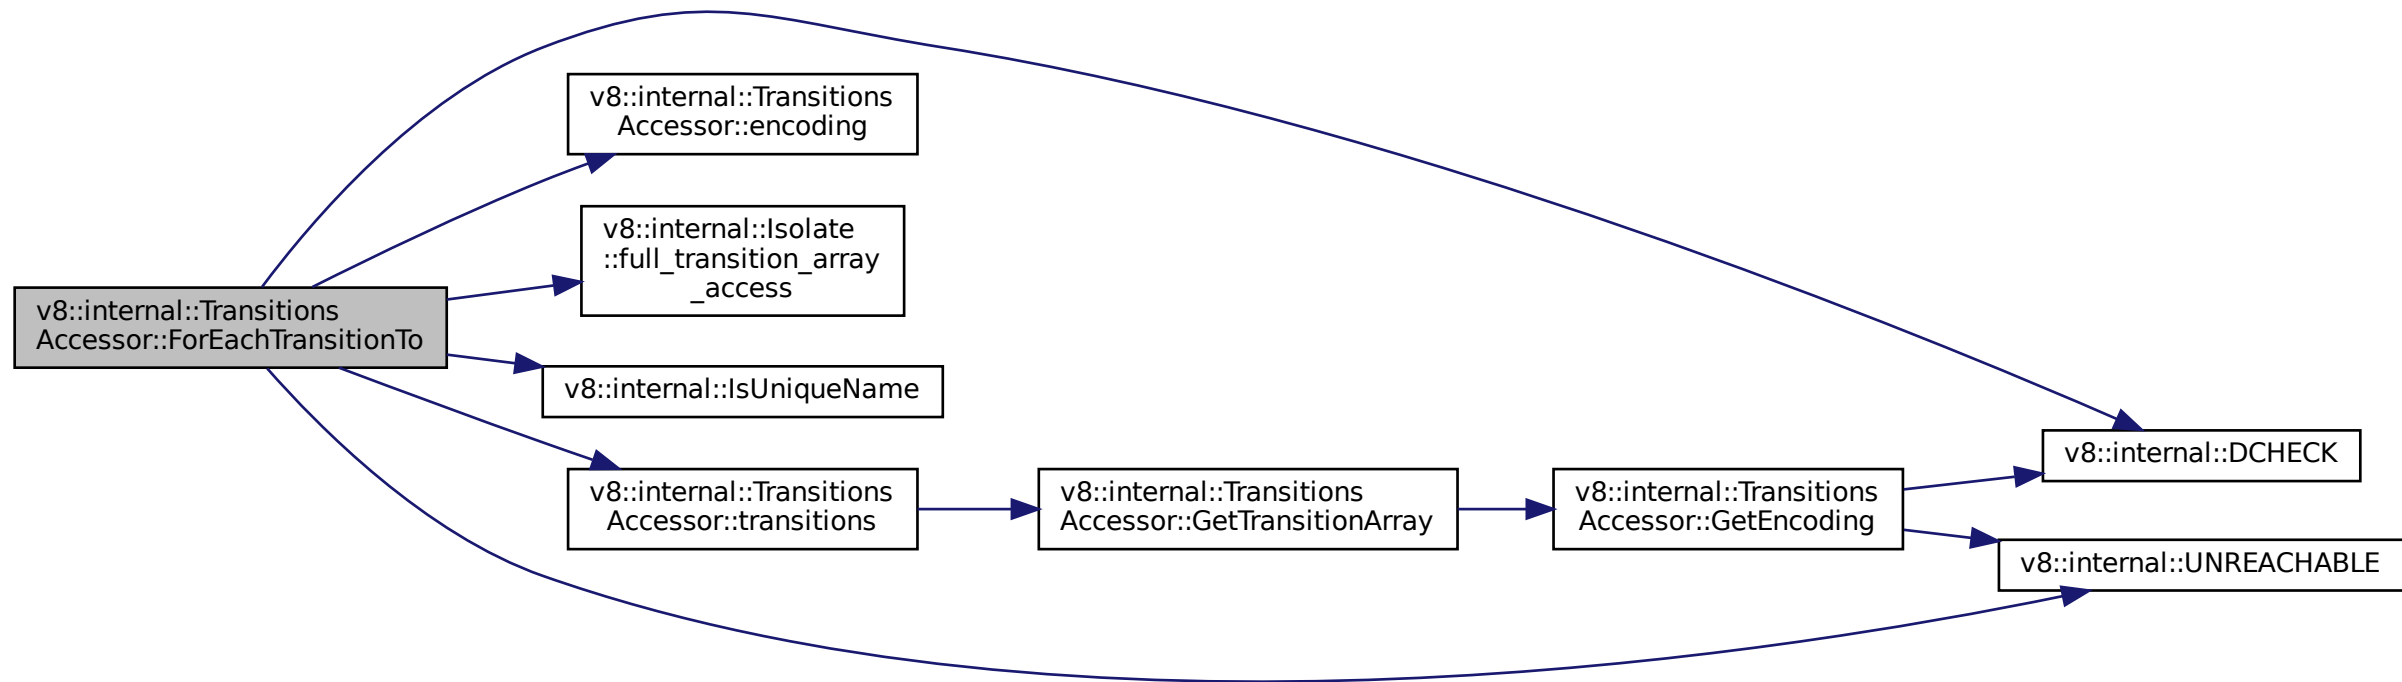 v8::internal::Transitions
Accessor::ForEachTransitionTo
v8::internal::Transitions
Accessor::encoding
v8::internal::Isolate
::full_transition_array
_access
v8::internal::IsUniqueName
v8::internal::Transitions
Accessor::transitions
v8::internal::Transitions
Accessor::GetTransitionArray
v8::internal::Transitions
Accessor::GetEncoding
v8::internal::DCHECK
v8::internal::UNREACHABLE